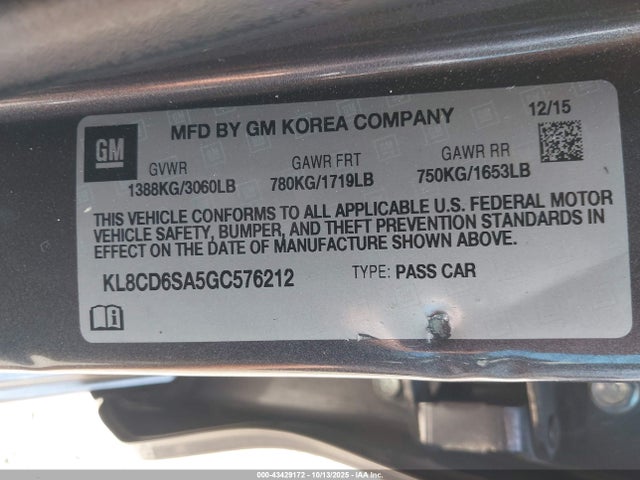 MFD BY GM KOREA COMPANY 12/15
GM
GVWR GAWR FRT GAWR RR
1388KG/3060LB 780KG/1719LB 750KG/1653LB
THIS VEHICLE CONFORMS TO ALL APPLICABLE U.S. FEDERAL MOTOR
VEHICLE SAFETY, BUMPER, AND THEFT PREVENTION STANDARDS IN
EFFECT ON THE DATE OF MANUFACTURE SHOWN ABOVE.
KL8CD6SA5GC576212 TYPE: PASS CAR
000-43429172 - 10/13/2025 - IAAI.COM